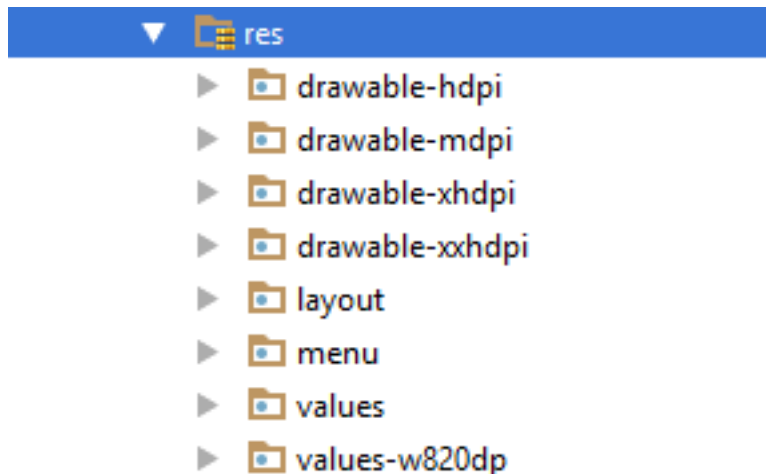 res
drawable-hdpi
drawable-mdpi
drawable-xhdpi
drawable-xxhdpi
layout
menu
values
values-w820dp